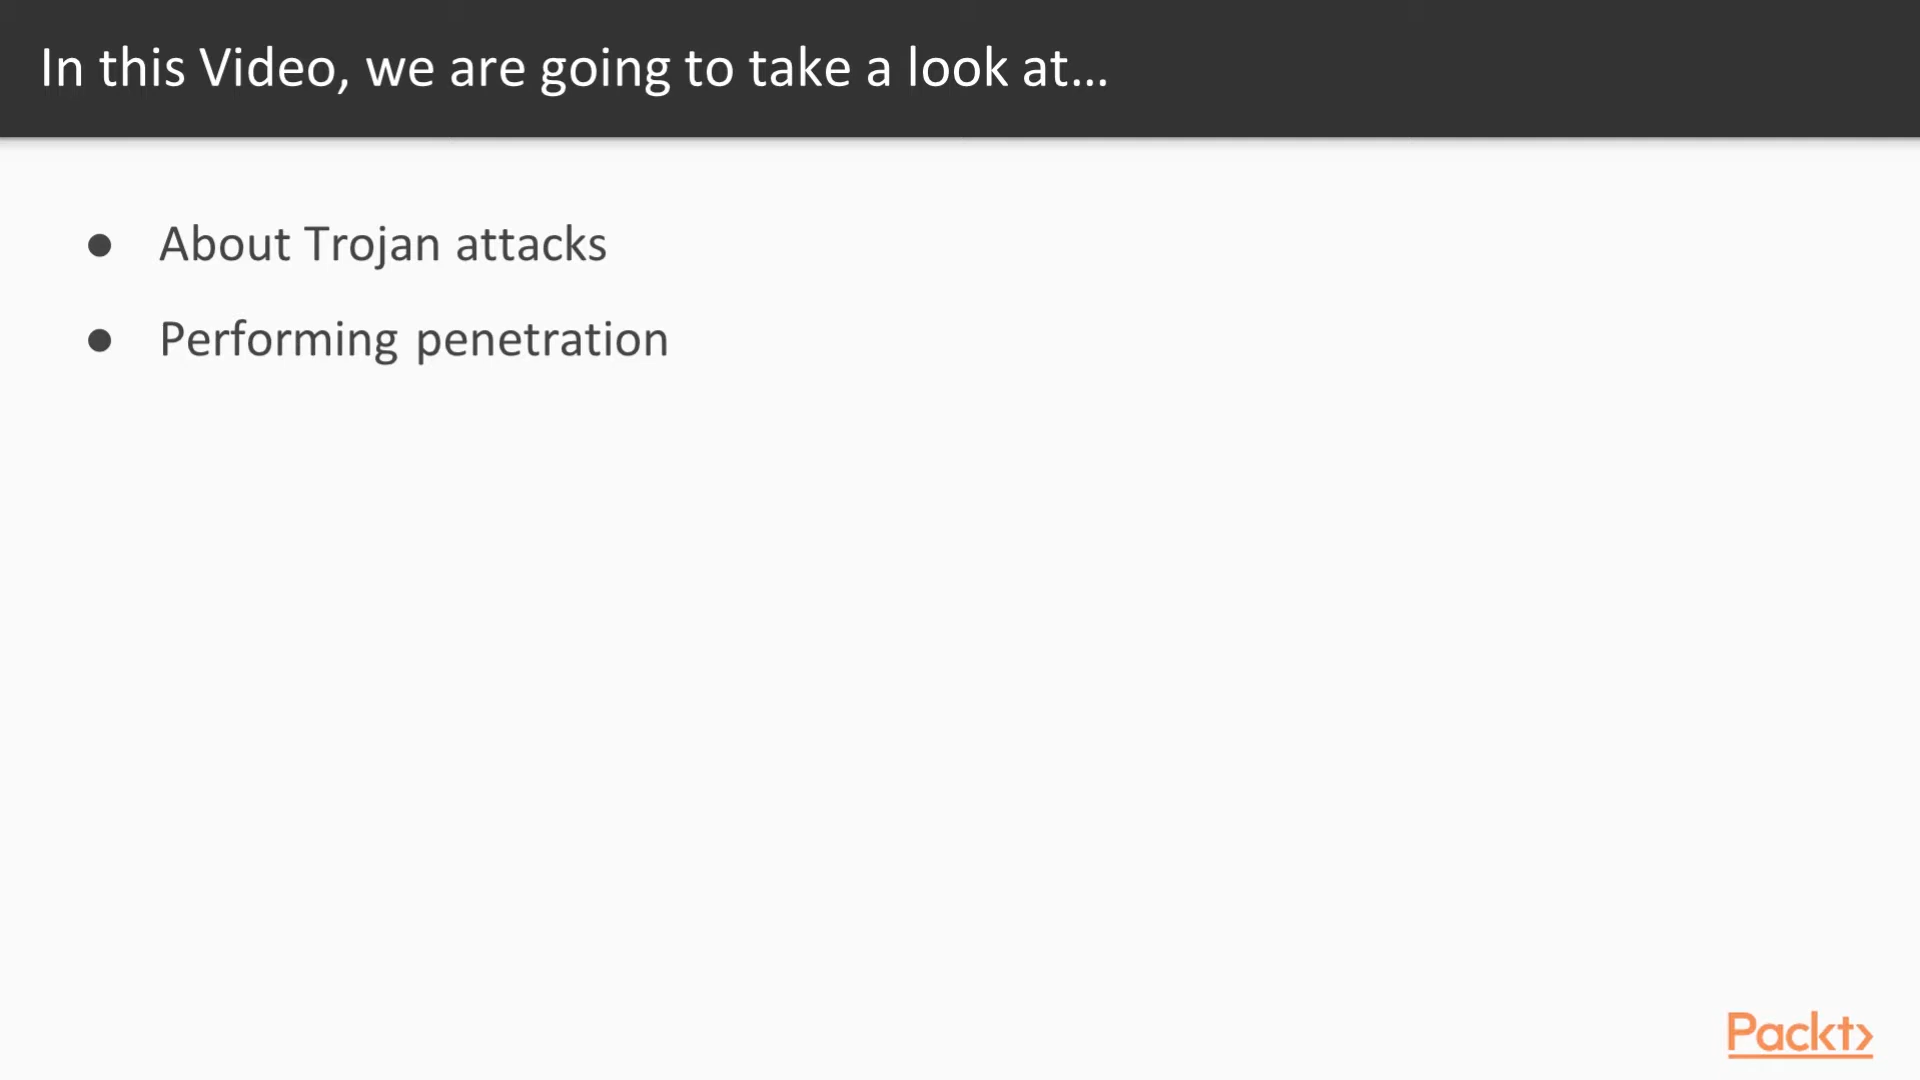 In this Video, we are going to take a look at...
● About Trojan attacks
● Performing penetration
Packt>